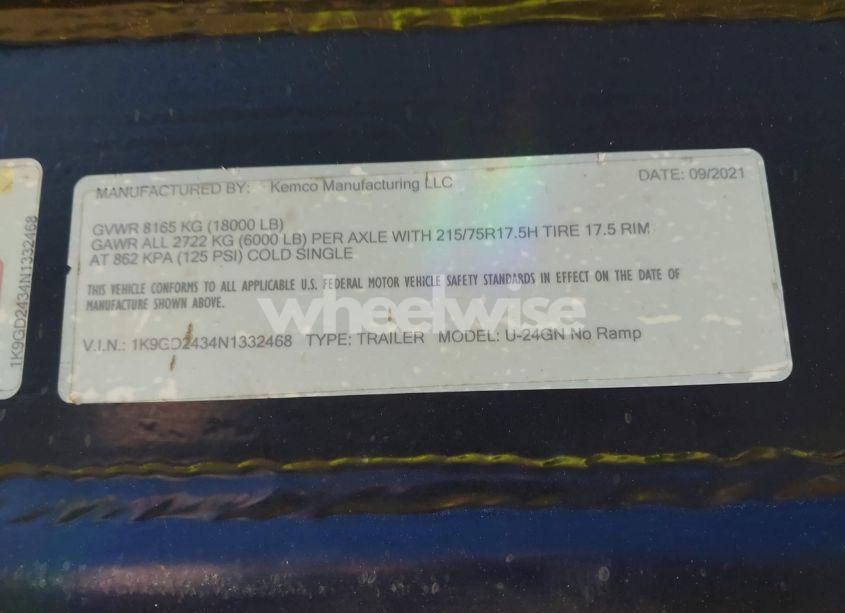 MANUFACTURED BY: Kemco Manufacturing LLC DATE: 09/2021
GVWR 8165 KG (18000 LB)
GAWR ALL 2722 KG (6000 LB) PER AXLE WITH 215/75R17.5H TIRE 17.5 RIM
AT 862 KPA (125 PSI) COLD SINGLE
THIS VEHICLE CONFORMS TO ALL APPLICABLE U.S. FEDERAL MOTOR VEHICLE SAFETY STANDARDS IN EFFECT ON THE DATE OF
MANUFACTURE SHOWN ABOVE.
wheelwise
V.I.N.: 1K9GD2434N1332468 TYPE: TRAILER MODEL: U-24GN No Ramp
1K9GD2434N1332468